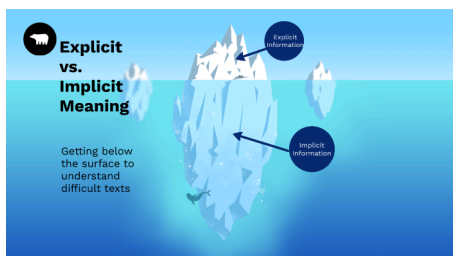 Explicit
vs.
Implicit
Meaning
Getting below
the surface to
understand
difficult texts
Explicit
Information
Implicit
Information